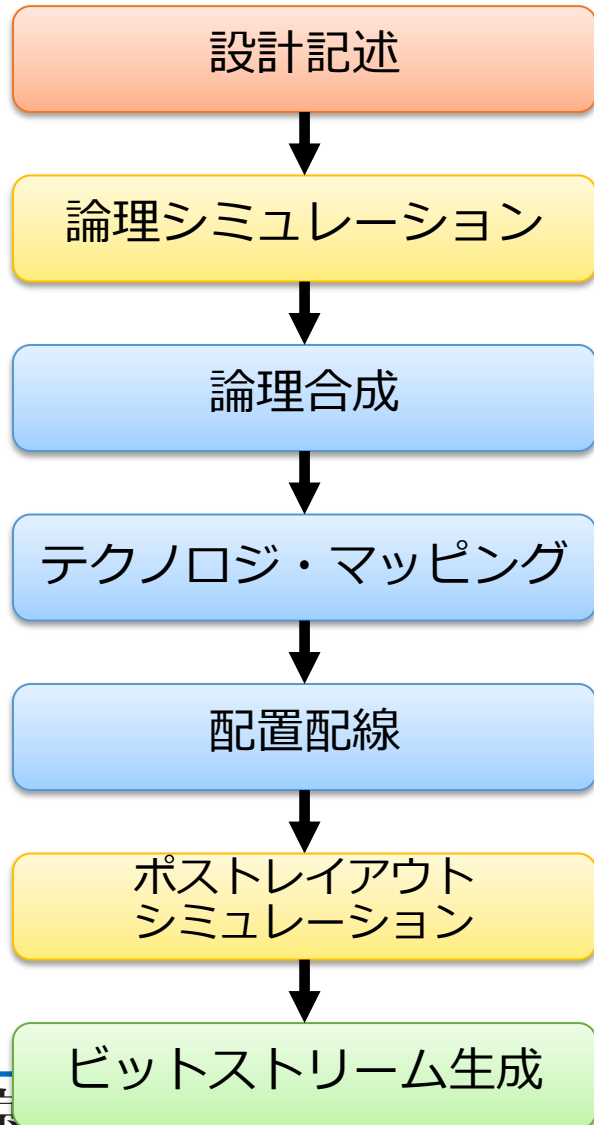 設計記述
論理シミュレーション
論理合成
テクノロジ・マッピング
配置配線
ポストレイアウト
シミュレーション
ビットストリーム生成